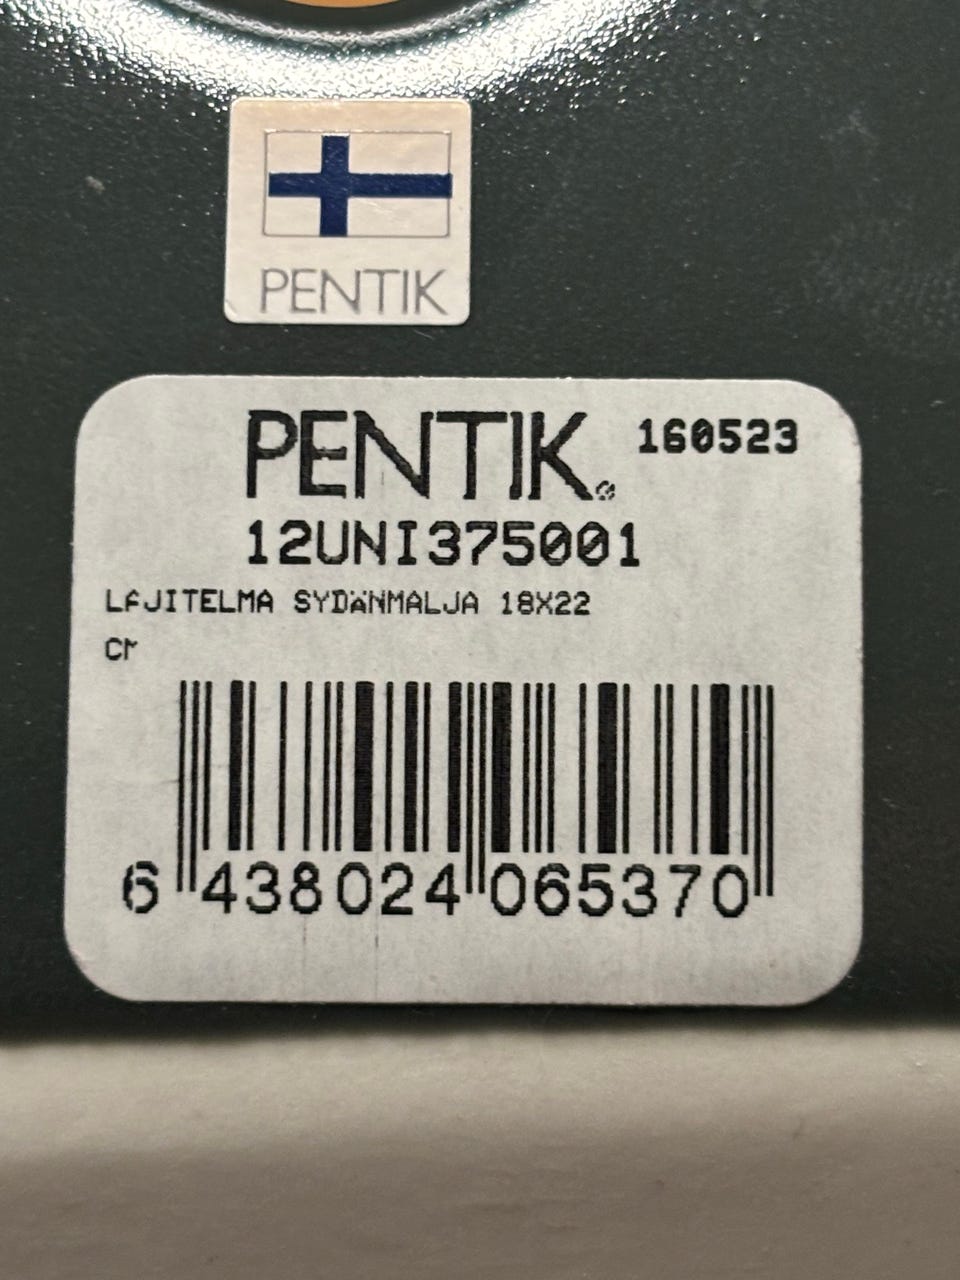 PENTIK
PENTIK® 160523
12UNI375001
LAJITELMA SYDÄNMALJA 18X22
CM
6 438024 065370